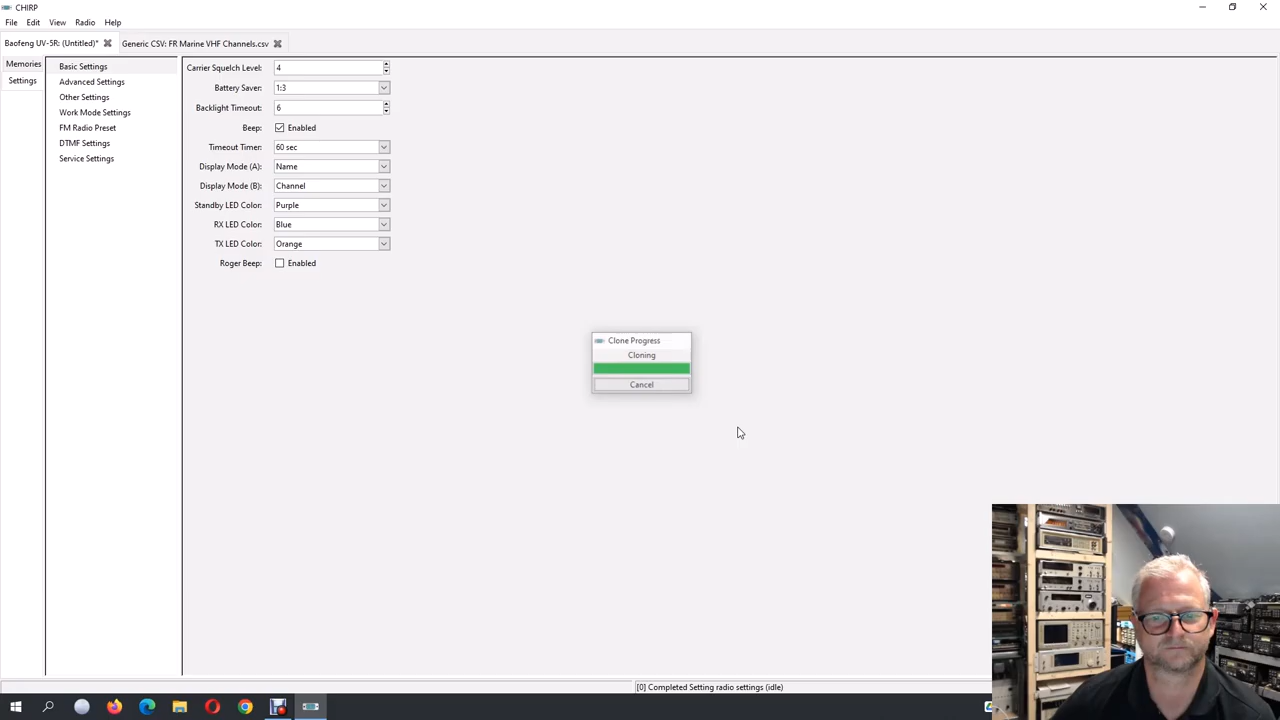 CHIRP
File Edit View Radio Help
Baofeng UV-5R: (Untitled)* Generic CSV: FR Marine VHF Channels.csv
Memories
Settings
Basic Settings
Advanced Settings
Other Settings
Work Mode Settings
FM Radio Preset
DTMF Settings
Service Settings
Carrier Squelch Level: 4
Battery Saver: 1:3
Backlight Timeout: 6
Beep: Enabled
Timeout Timer: 60 sec
Display Mode (A): Name
Display Mode (B): Channel
Standby LED Color: Purple
RX LED Color: Blue
TX LED Color: Orange
Roger Beep: Enabled
Clone Progress
Cloning
Cancel
[0] Completed Setting radio settings (idle)